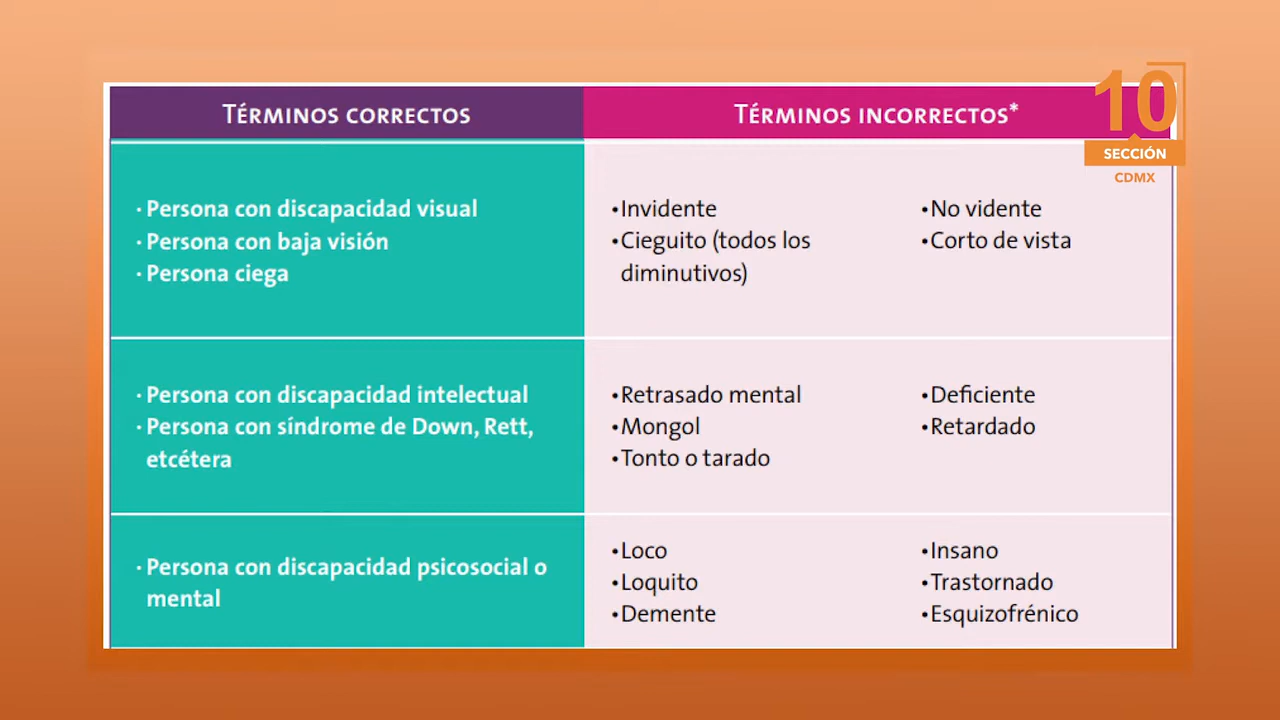 TÉRMINOS CORRECTOS
TÉRMINOS INCORRECTOS*
10
SECCIÓN
CDMX
· Persona con discapacidad visual
· Persona con baja visión
· Persona ciega
•Invidente
•Cieguito (todos los
diminutivos)
•No vidente
•Corto de vista
· Persona con discapacidad intelectual
· Persona con síndrome de Down, Rett,
etcétera
•Retrasado mental
•Mongol
•Tonto o tarado
•Deficiente
•Retardado
· Persona con discapacidad psicosocial o
mental
•Loco
•Loquito
•Demente
•Insano
•Trastornado
•Esquizofrénico